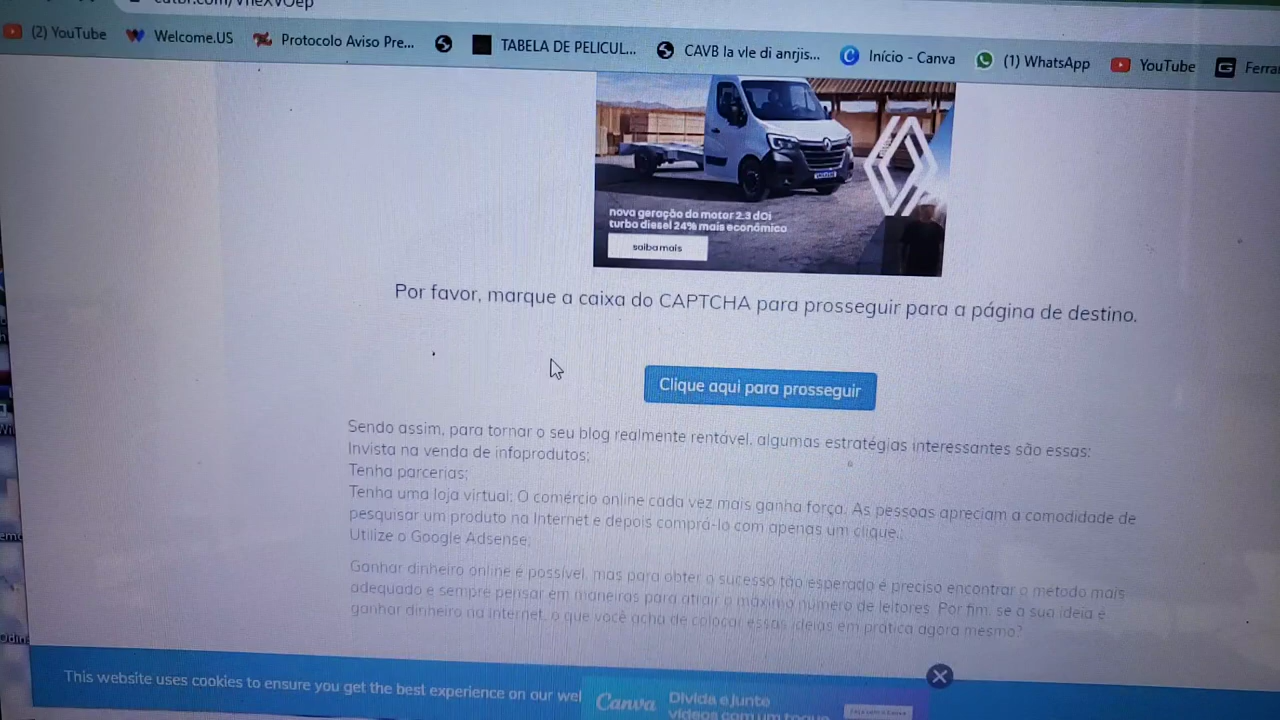 (2) YouTube
Welcome.US
Protocolo Aviso Pre...
TABELA DE PELICUL...
CAVB la vle di anrjis...
Início - Canva
(1) WhatsApp
YouTube
Ferra
nova geração do motor 2.3 dCi
turbo diesel 24% mais econômico
saiba mais
Por favor, marque a caixa do CAPTCHA para prosseguir para a página de destino.
Clique aqui para prosseguir
Sendo assim, para tornar o seu blog realmente rentável, algumas estratégias interessantes são essas:
Invista na venda de infoprodutos;
Tenha parcerias;
Tenha uma loja virtual; O comércio online cada vez mais ganha força. As pessoas apreciam a comodidade de
pesquisar um produto na Internet e depois comprá-lo com apenas um clique.;
Utilize o Google Adsense;
Ganhar dinheiro online é possível, mas para obter o sucesso tão esperado é preciso encontrar o método mais
adequado e sempre pensar em maneiras para atrair o máximo número de leitores. Por fim, se a sua ideia é
ganhar dinheiro na Internet, o que você acha de colocar essas ideias em prática agora mesmo?
This website uses cookies to ensure you get the best experience on our wel
Canva
Divida e junte
vídeos com um toque